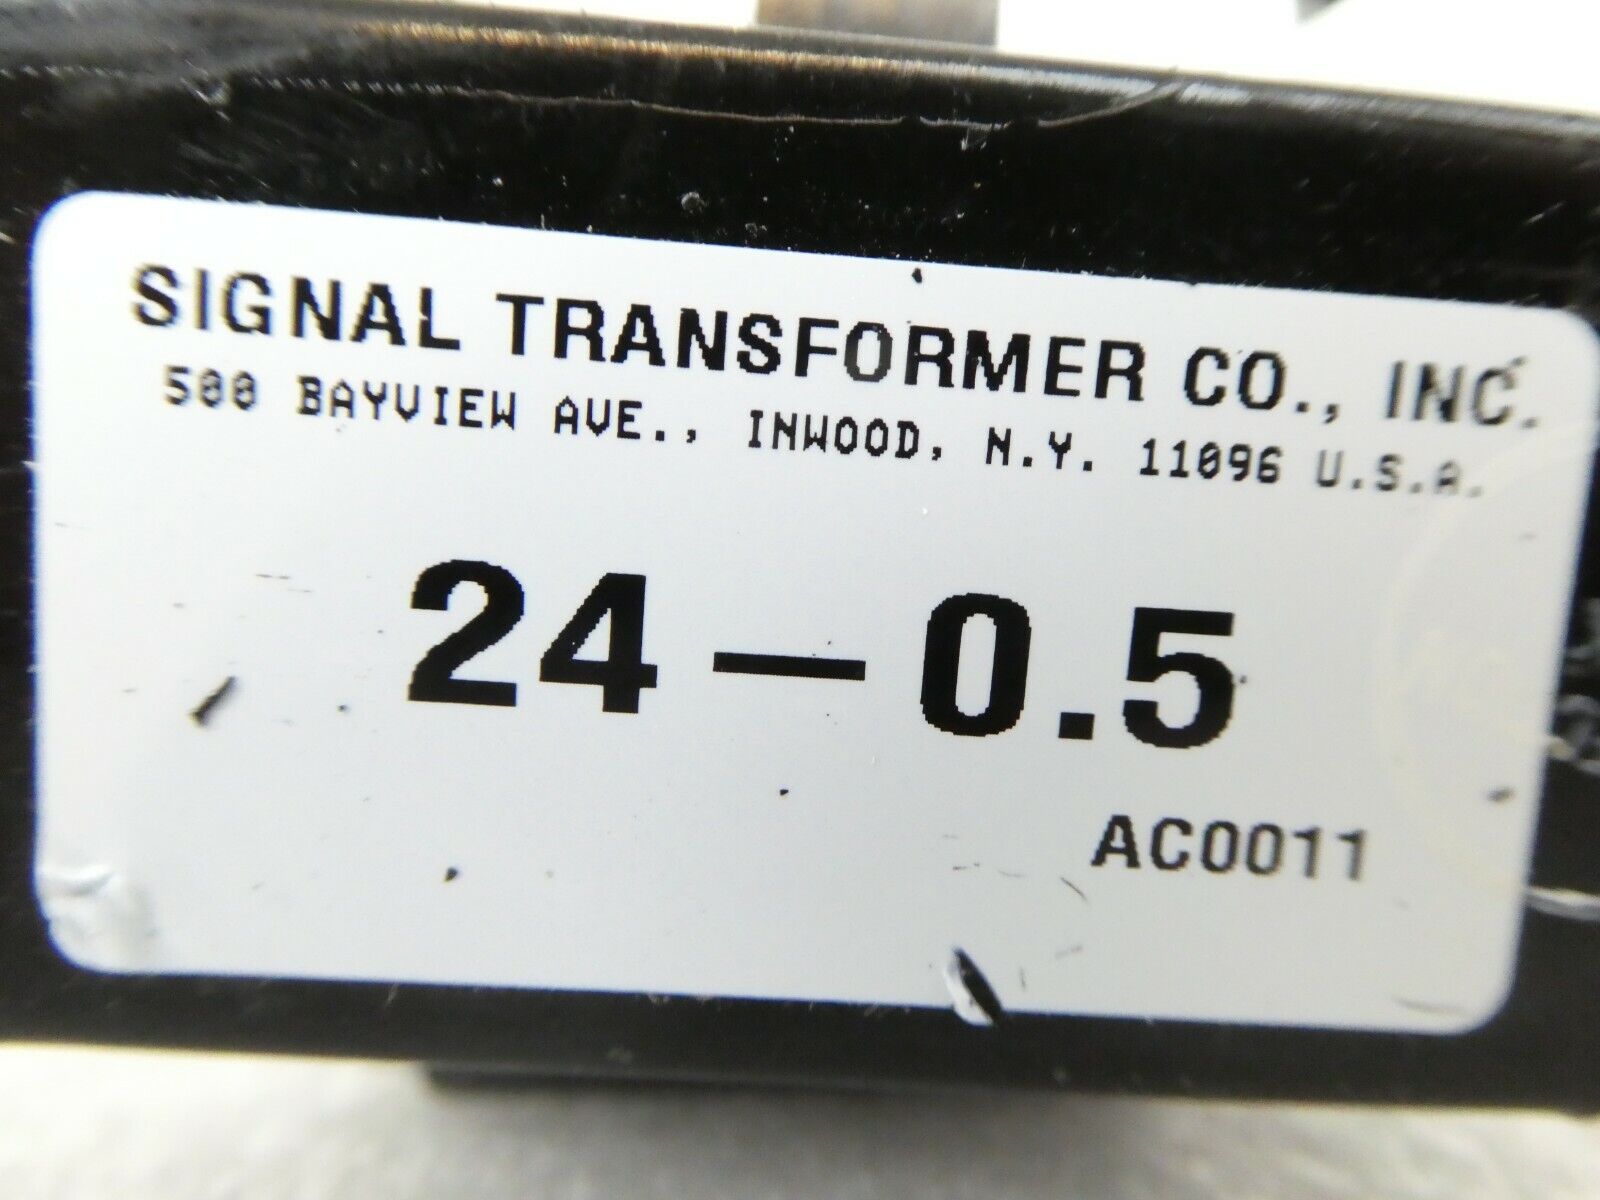 SIGNAL TRANSFORMER CO., INC.
500 BAYVIEW AVE., INWOOD, N.Y. 11096 U.S.A.
24-0.5
AC0011